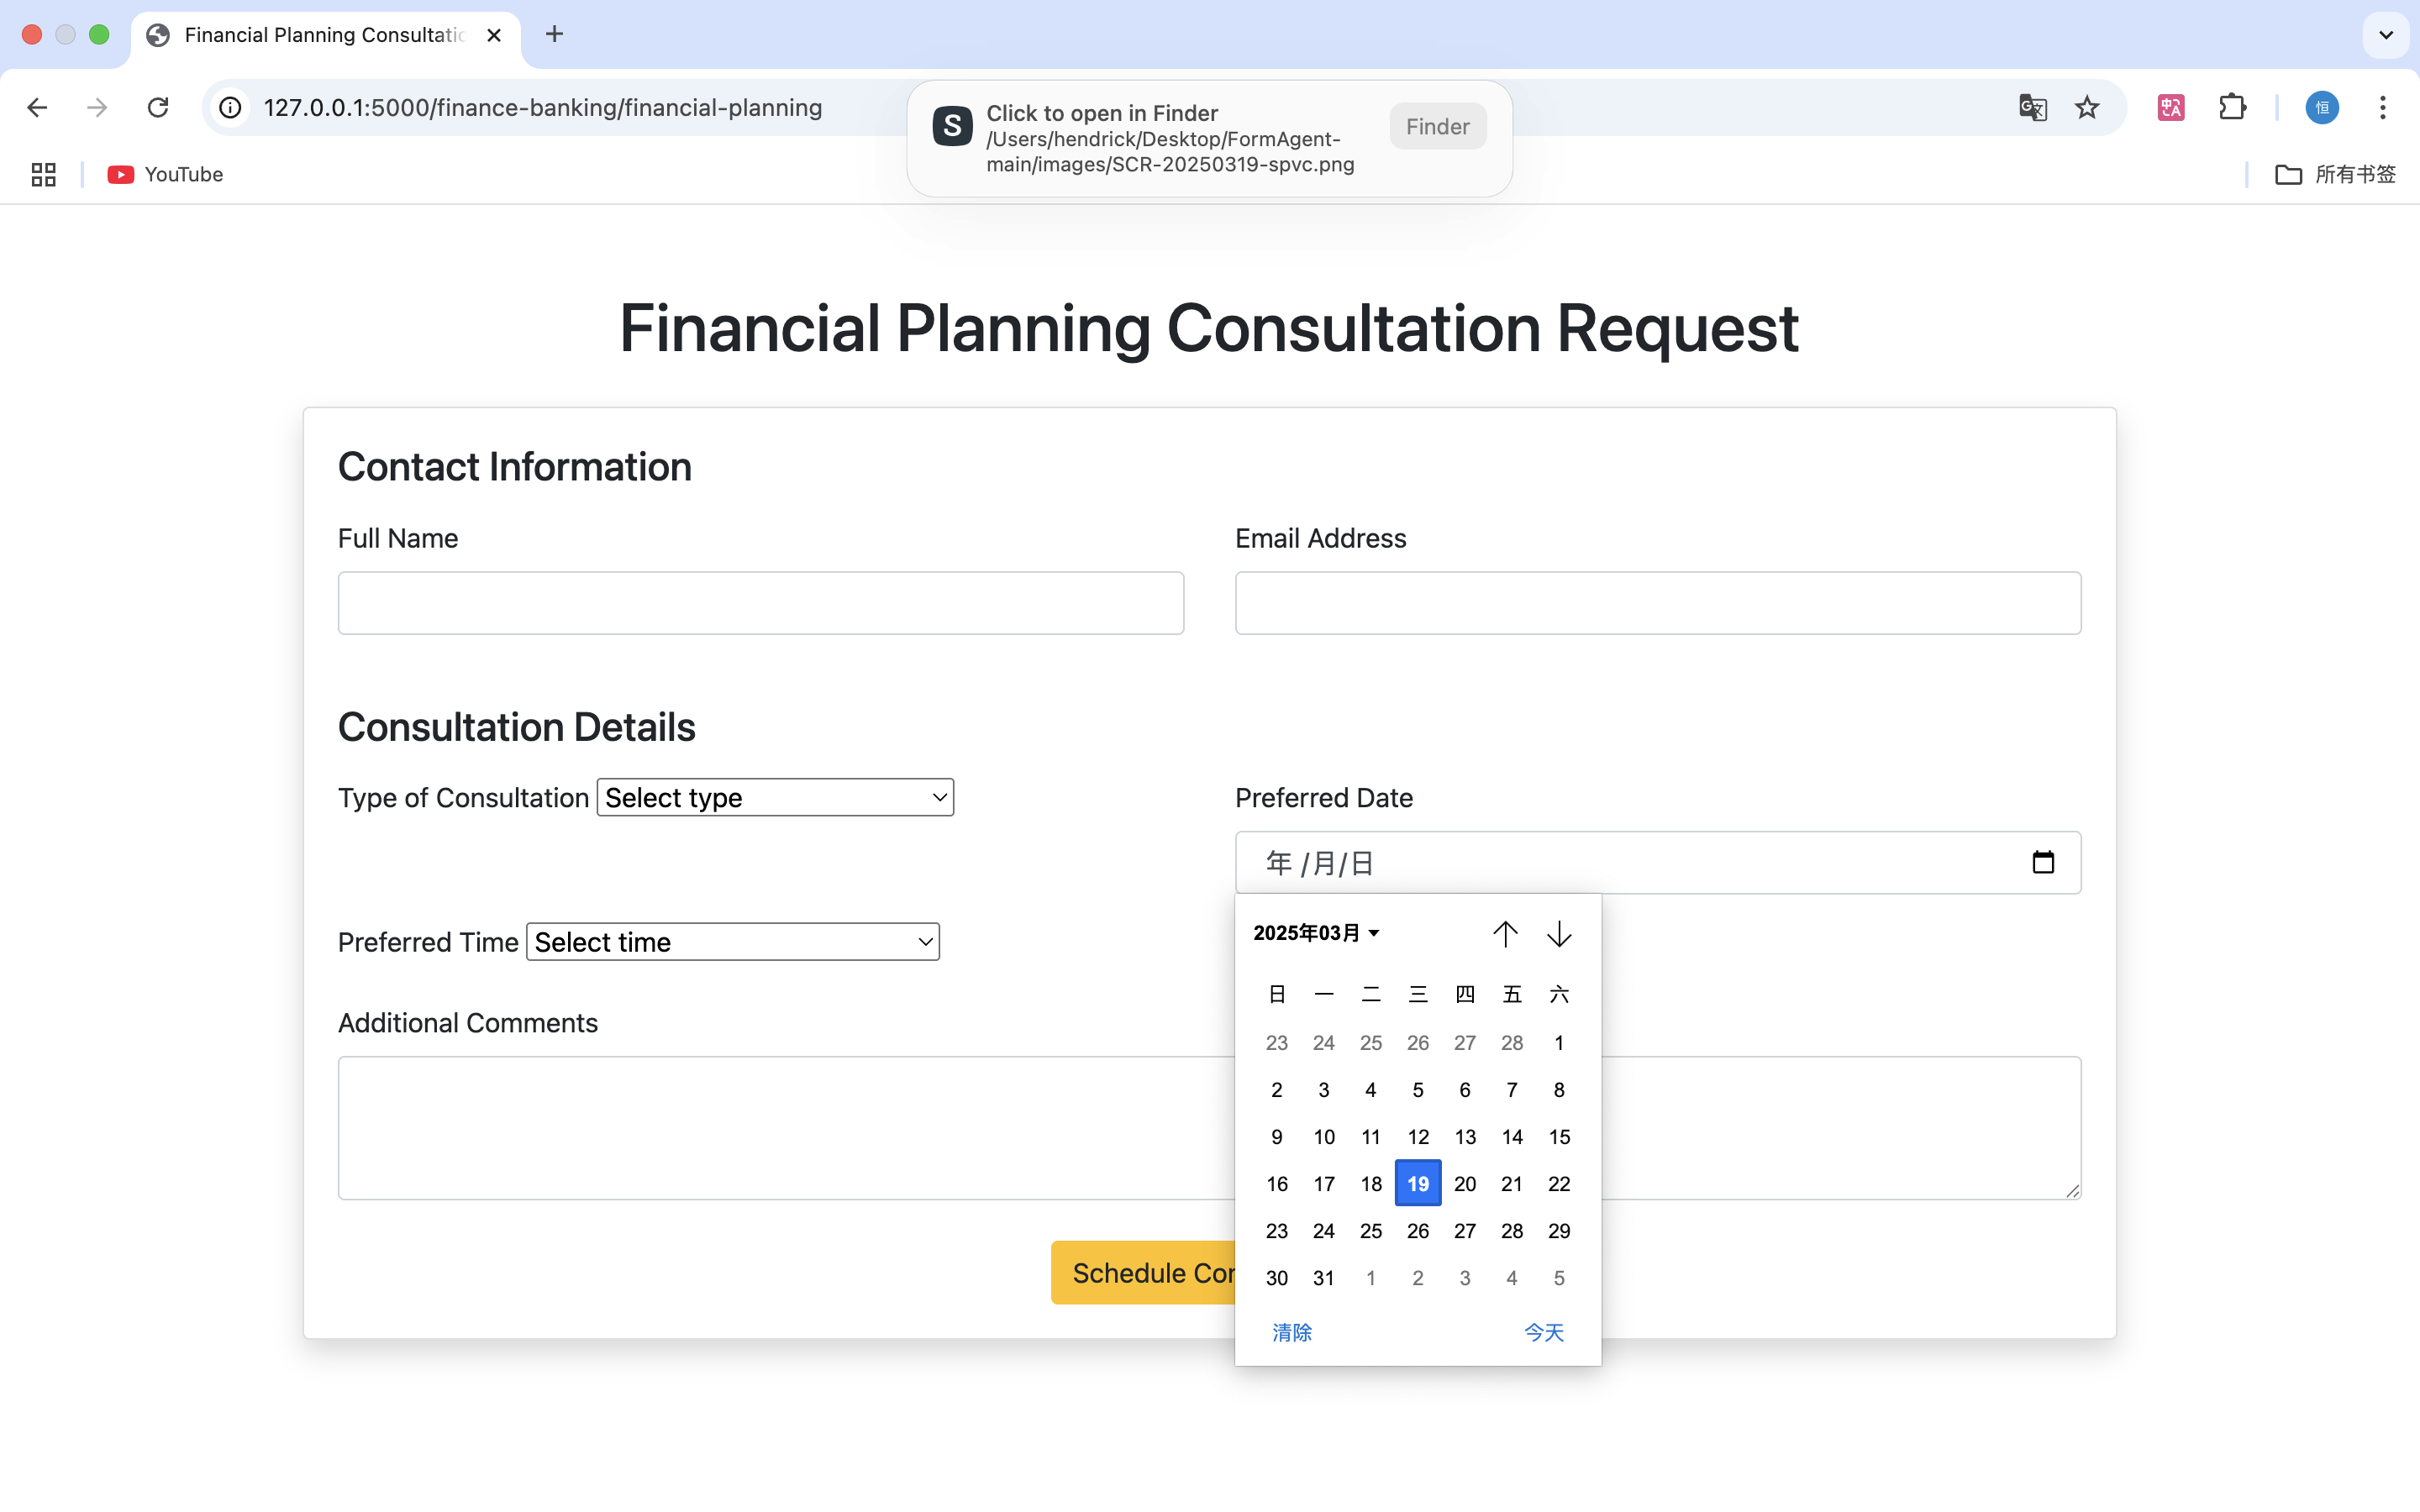 Financial Planning Consultatio
127.0.0.1:5000/finance-banking/financial-planning
S
Click to open in Finder
/Users/hendrick/Desktop/FormAgent-
main/images/SCR-20250319-spvc.png
Finder
恒
YouTube
所有书签
Financial Planning Consultation Request
Contact Information
Full Name
Email Address
Consultation Details
Type of Consultation Select type
Preferred Date
年 /月/日
Preferred Time Select time
2025年03月
日 一 二 三 四 五 六
23 24 25 26 27 28 1
2 3 4 5 6 7 8
9 10 11 12 13 14 15
16 17 18 19 20 21 22
23 24 25 26 27 28 29
30 31 1 2 3 4 5
清除 今天
Additional Comments
Schedule Con